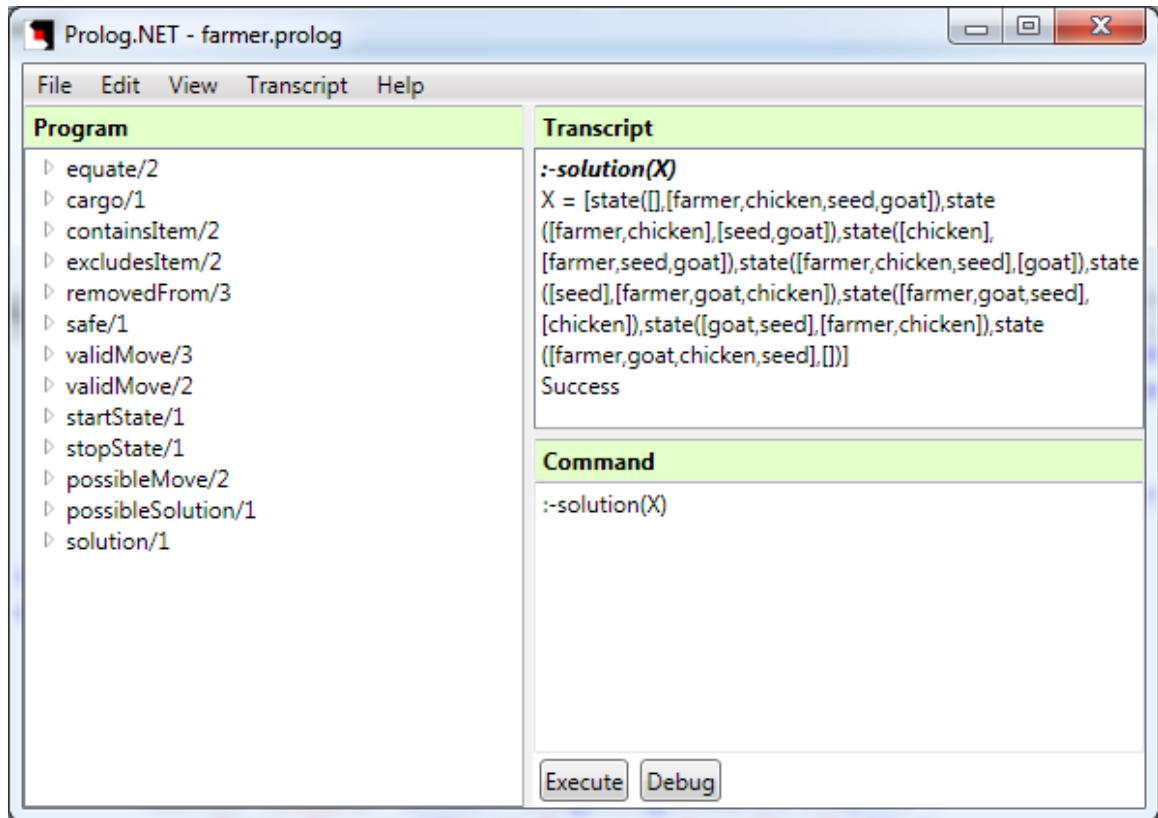 Prolog.NET - farmer.prolog
File Edit View Transcript Help
Program
equate/2
cargo/1
containsItem/2
excludesItem/2
removedFrom/3
safe/1
validMove/3
validMove/2
startState/1
stopState/1
possibleMove/2
possibleSolution/1
solution/1
Transcript
:-solution(X)
X = [state([],[farmer,chicken,seed,goat]),state
([farmer,chicken],[seed,goat]),state([chicken],
[farmer,seed,goat]),state([farmer,chicken,seed],[goat]),state
([seed],[farmer,goat,chicken]),state([farmer,goat,seed],
[chicken]),state([goat,seed],[farmer,chicken]),state
([farmer,goat,chicken,seed],[])]
Success
Command
:-solution(X)
Execute Debug